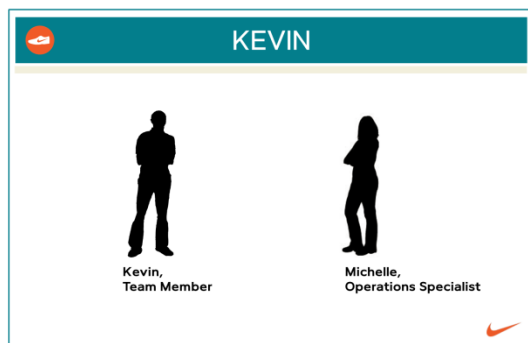 KEVIN
Kevin,
Team Member
Michelle,
Operations Specialist